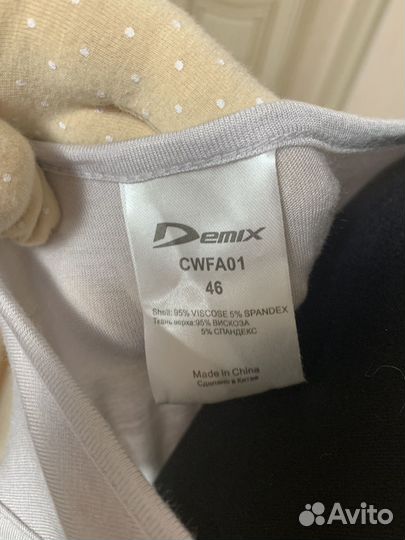 Demix
CWFA01
46
Shell: 95% VISCOSE 5% SPANDEX
Ткань верха: 95% ВИСКОЗА
5% СПАНДЕКС
Made in China
Сделано в Китае
Avito